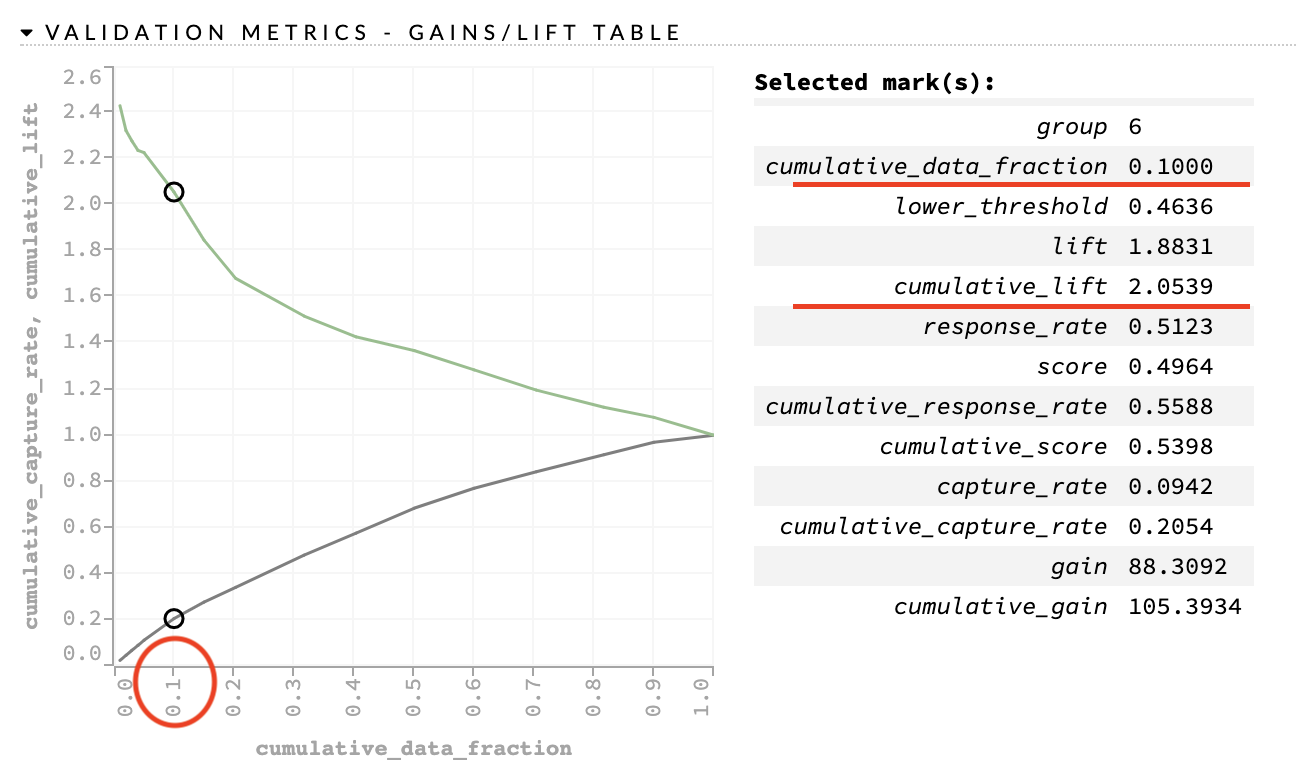 VALIDATION METRICS - GAINS/LIFT TABLE
cumulative_capture_rate, cumulative_lift
2.6
2.4
2.2
2.0
1.8
1.6
1.4
1.2
1.0
0.8
0.6
0.4
0.2
0.0
0.0 0.1 0.2 0.3 0.4 0.5 0.6 0.7 0.8 0.9 1.0
cumulative_data_fraction
Selected mark(s):
group 6
cumulative_data_fraction 0.1000
lower_threshold 0.4636
lift 1.8831
cumulative_lift 2.0539
response_rate 0.5123
score 0.4964
cumulative_response_rate 0.5588
cumulative_score 0.5398
capture_rate 0.0942
cumulative_capture_rate 0.2054
gain 88.3092
cumulative_gain 105.3934